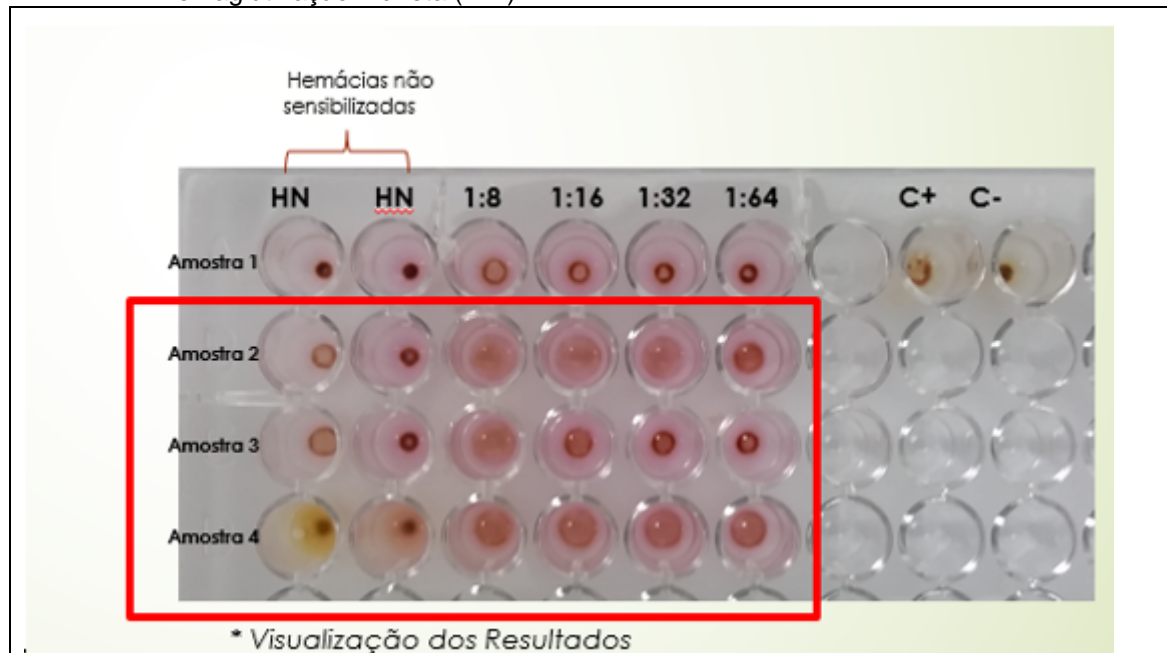 Hemácias não
sensibilizadas
HN HN 1:8 1:16 1:32 1:64 C+ C-
Amostra 1
Amostra 2
Amostra 3
Amostra 4
* Visualização dos Resultados